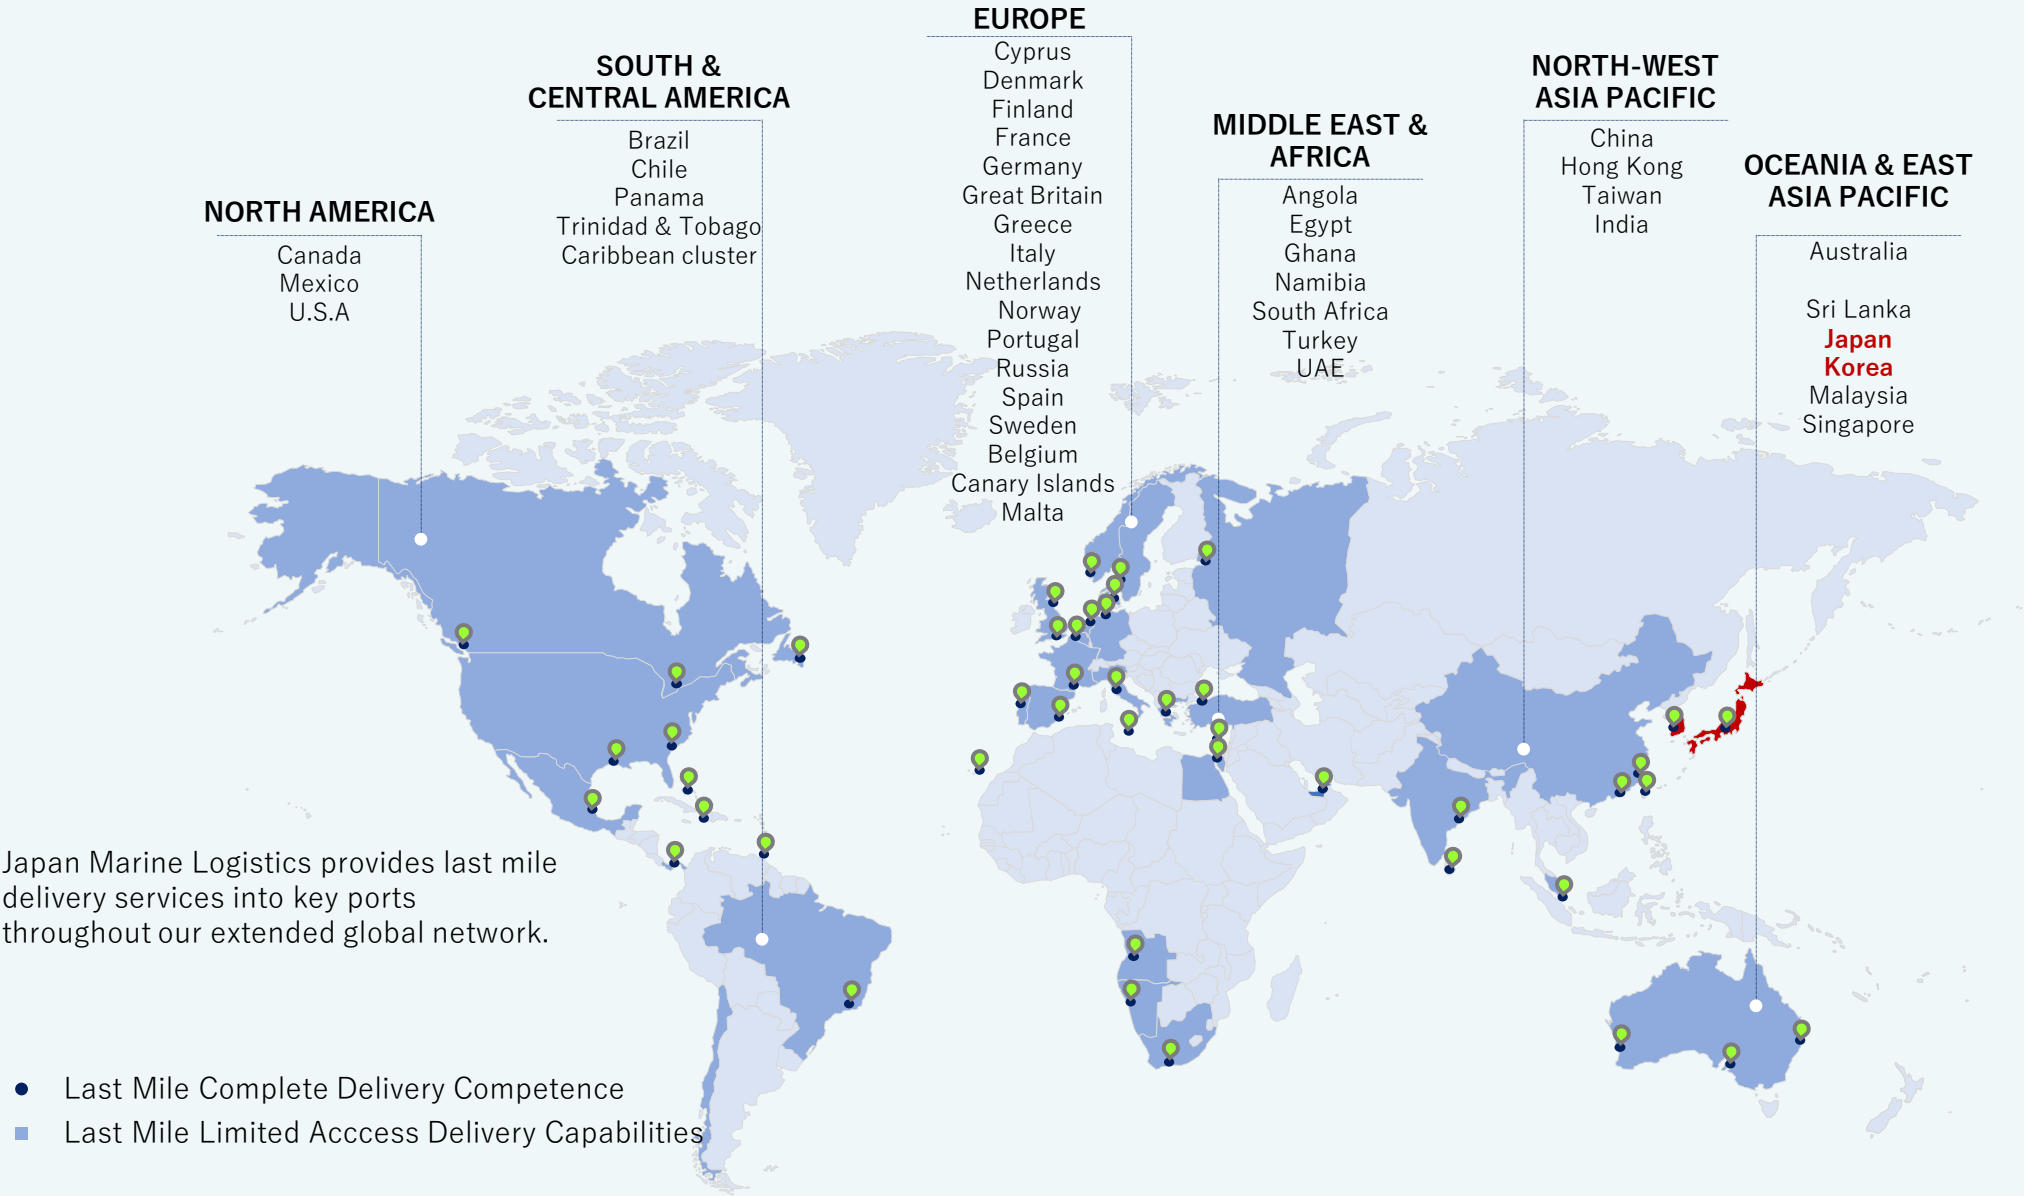 EUROPE
Cyprus
Denmark
Finland
France
Germany
Great Britain
Greece
Italy
Netherlands
Norway
Portugal
Russia
Spain
Sweden
Belgium
Canary Islands
Malta
SOUTH &
CENTRAL AMERICA
Brazil
Chile
Panama
Trinidad & Tobago
Caribbean cluster
NORTH AMERICA
Canada
Mexico
U.S.A
MIDDLE EAST &
AFRICA
Angola
Egypt
Ghana
Namibia
South Africa
Turkey
UAE
NORTH-WEST
ASIA PACIFIC
China
Hong Kong
Taiwan
India
OCEANIA & EAST
ASIA PACIFIC
Australia
Sri Lanka
Japan
Korea
Malaysia
Singapore
Japan Marine Logistics provides last mile
delivery services into key ports
throughout our extended global network.
Last Mile Complete Delivery Competence
Last Mile Limited Acccess Delivery Capabilities